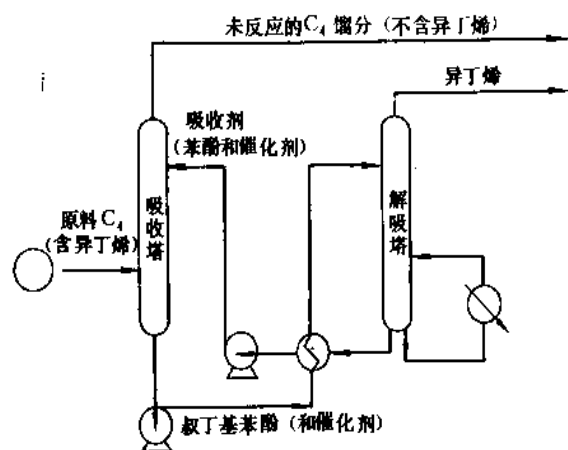 未反应的C₄ 馏分（不含异丁烯）
异丁烯
i
吸收剂
（苯酚和催化剂）
吸收塔
解吸塔
原料C₄
（含异丁烯）
叔丁基苯酚（和催化剂）